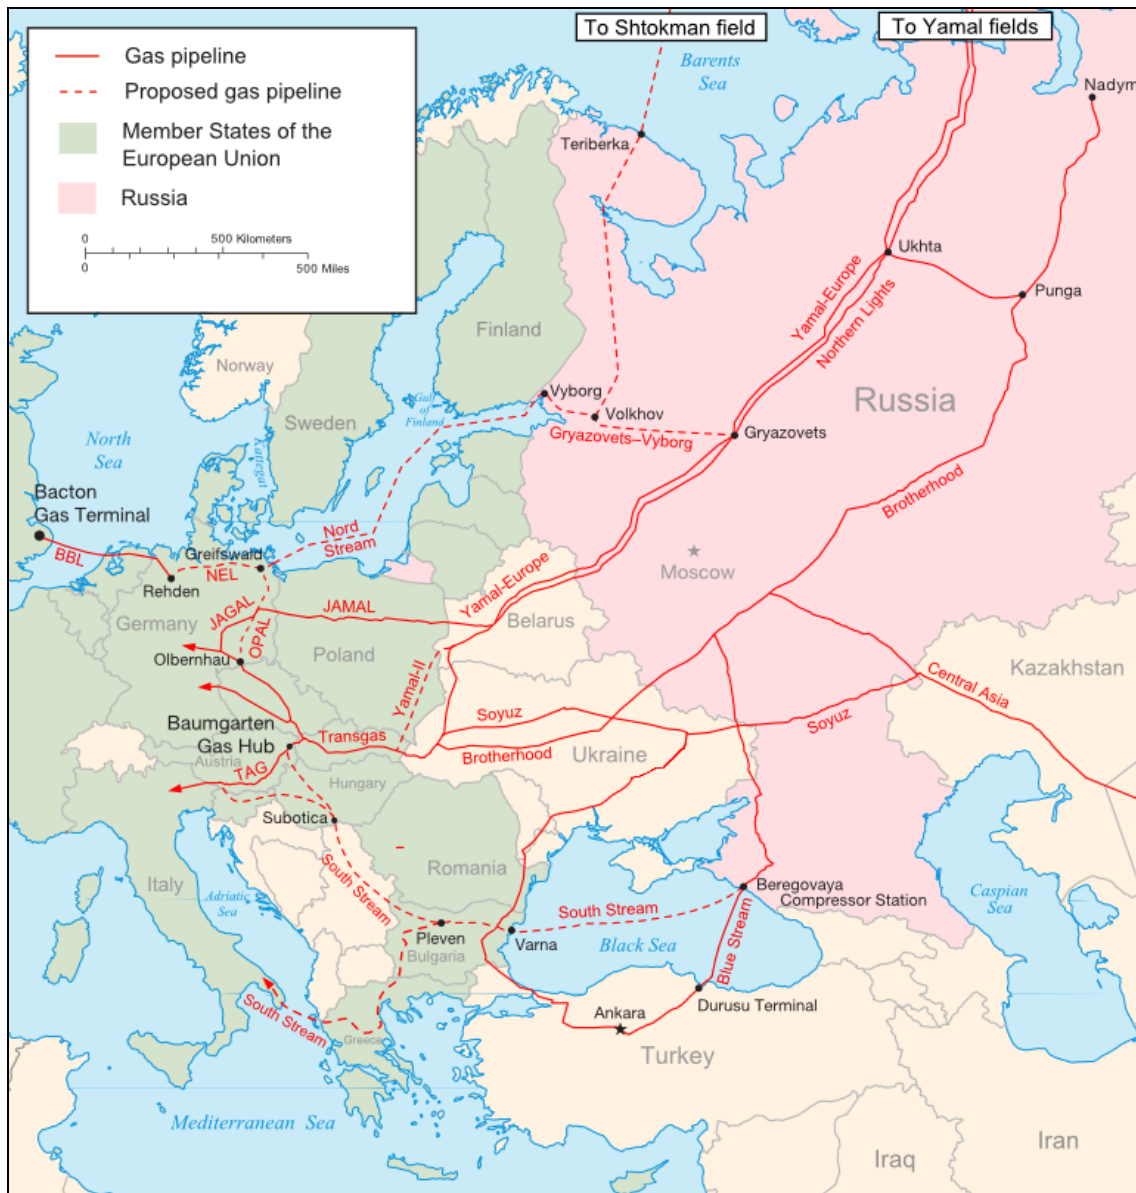 To Shtokman field
To Yamal fields
Gas pipeline
Proposed gas pipeline
Member States of the
European Union
Russia
0
500 Kilometers
0
500 Miles
Barents
Sea
Nadym
Teriberka
Ukhta
Punga
Yamal-Europe
Northern Lights
Finland
Norway
Sweden
Gulf
of
Finland
Vyborg
Volkhov
Gryazovets–Vyborg
Gryazovets
Russia
North
Sea
Kattegat
Brotherhood
Bacton
Gas Terminal
BBL
Greifswald
Nord
Stream
NEL
Rehden
Moscow
Yamal-Europe
JAGAL
JAMAL
Germany
OPAL
Belarus
Olbernhau
Poland
Yamal-II
Kazakhstan
Central Asia
Soyuz
Soyuz
Baumgarten
Gas Hub
Transgas
Brotherhood
Ukraine
Austria
TAG
Hungary
Subotica
Romania
South Stream
Italy
Adriatic
Sea
Beregovaya
Compressor Station
Caspian
Sea
South Stream
Pleven
Bulgaria
Varna
Black Sea
Blue Stream
Durusu Terminal
Ankara
South Stream
Greece
Turkey
Mediterranean Sea
Iraq
Iran